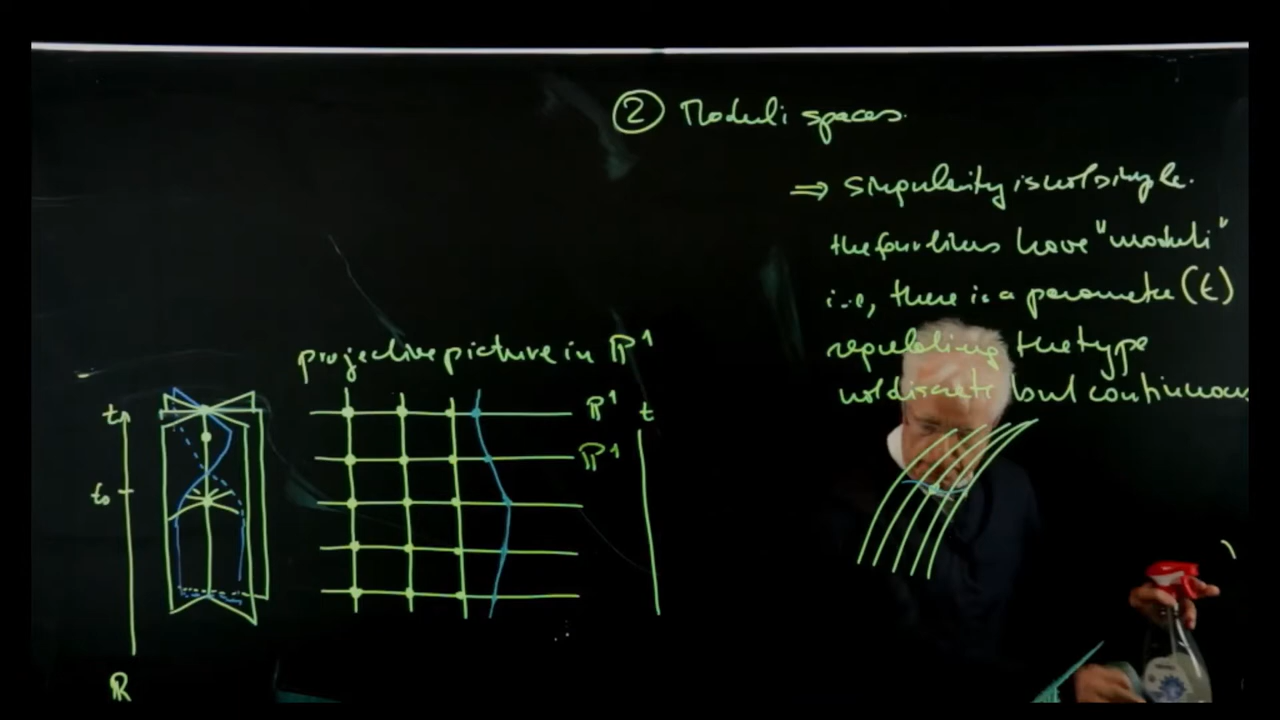 ② Moduli spaces.
⇒ singularity is not simple.
the four lines have "moduli"
i.e., there is a parameter (t)
regulating the type
not discrete but continuous
projective picture in ℙ¹
t
ℙ¹
t
ℙ¹
t₀
ℝ